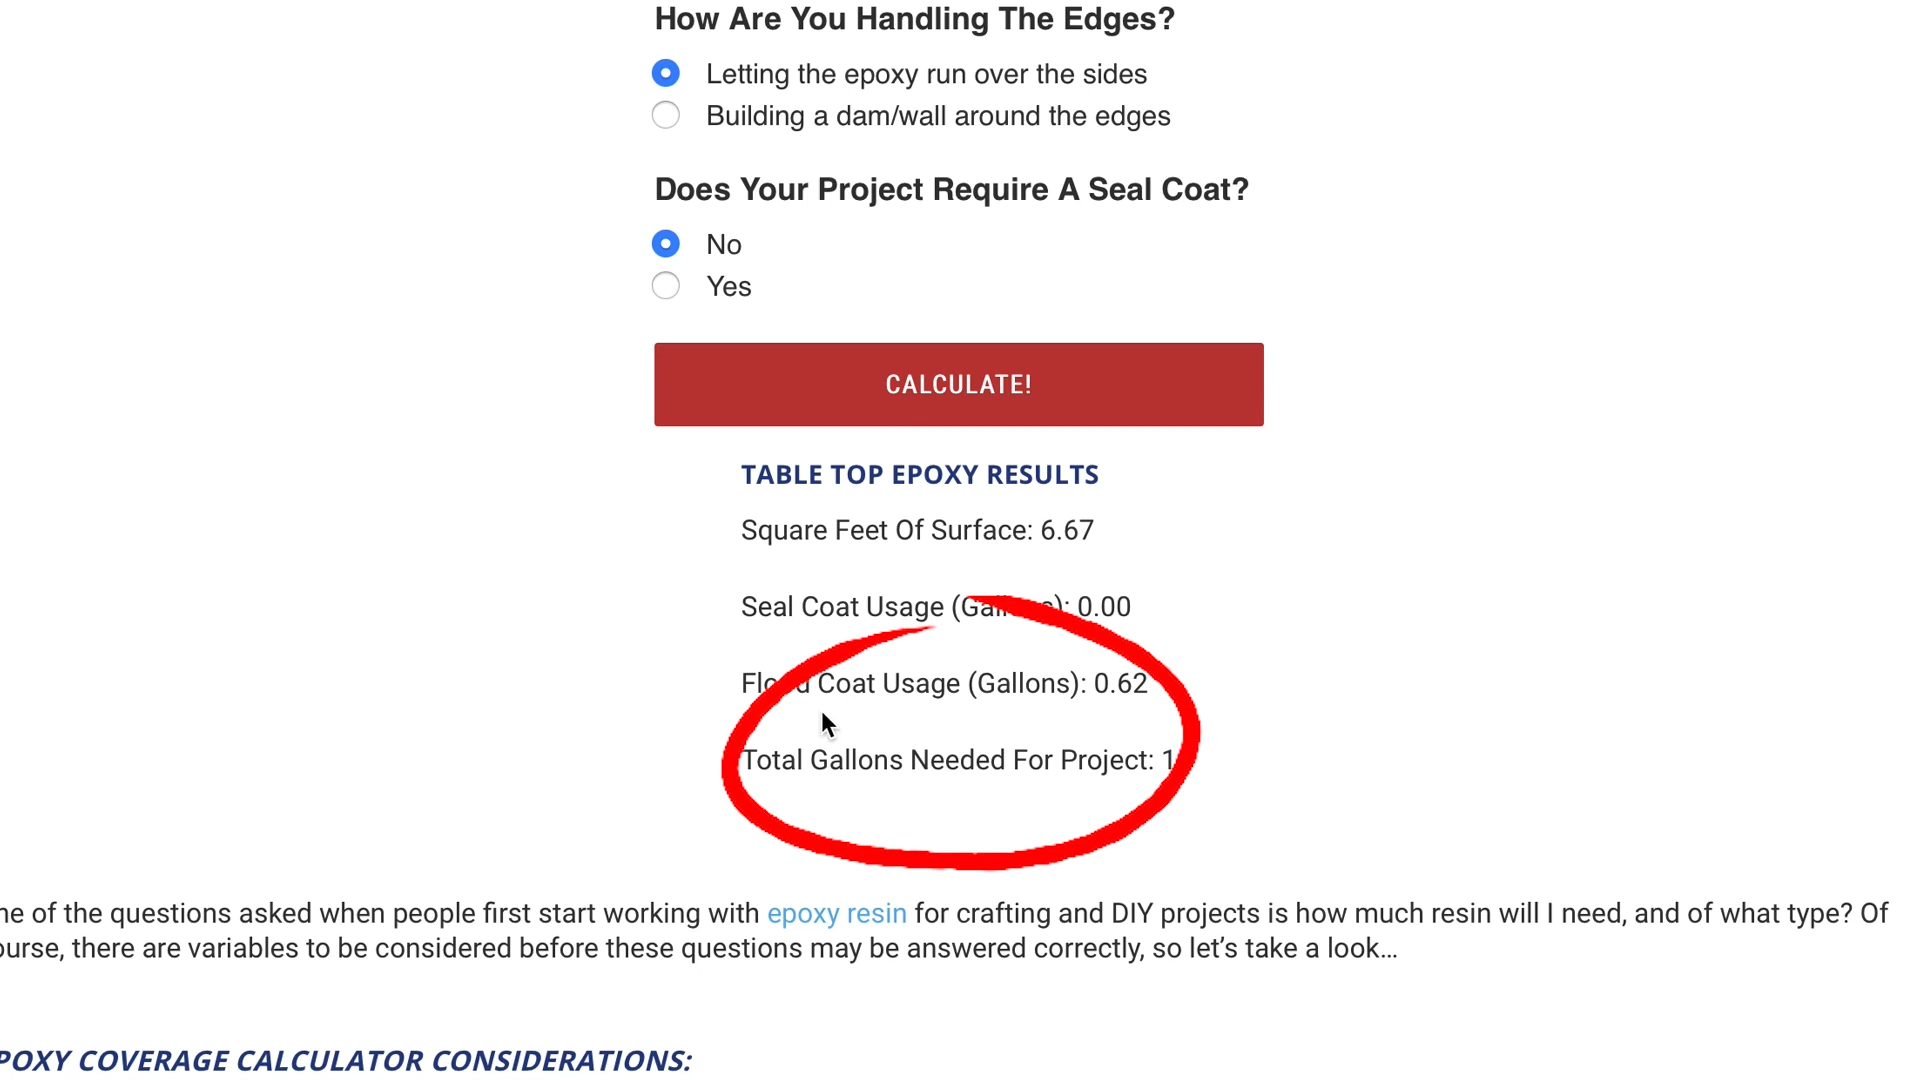 How Are You Handling The Edges?
Letting the epoxy run over the sides
Building a dam/wall around the edges
Does Your Project Require A Seal Coat?
No
Yes
CALCULATE!
TABLE TOP EPOXY RESULTS
Square Feet Of Surface: 6.67
Seal Coat Usage (Gallons): 0.00
Flood Coat Usage (Gallons): 0.62
Total Gallons Needed For Project: 1
ne of the questions asked when people first start working with epoxy resin for crafting and DIY projects is how much resin will I need, and of what type? Of
ourse, there are variables to be considered before these questions may be answered correctly, so let’s take a look…
POXY COVERAGE CALCULATOR CONSIDERATIONS: